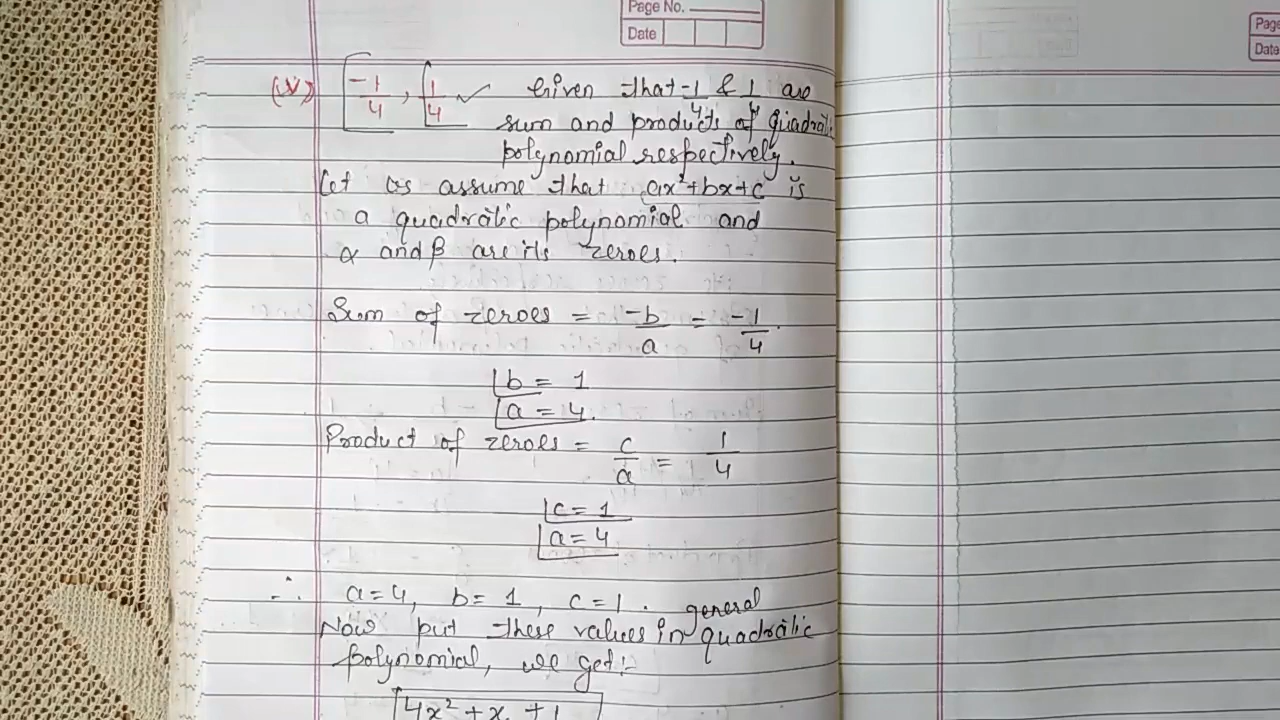 Page No.
Date
Page
Date
(V) -1/4, 1/4 ✓ Given that -1/4 & 1/4 are
sum and products of quadratic
polynomial respectively.
Let us assume that ax²+bx+c is
a quadratic polynomial and
α and β are its zeroes.
Sum of zeroes = -b/a = -1/4.
b = 1
a = 4.
Product of zeroes = c/a = 1/4
c = 1
a = 4
∴ a=4, b=1, c=1. general
Now put these values in quadratic
polynomial, we get:-
4x² + x + 1